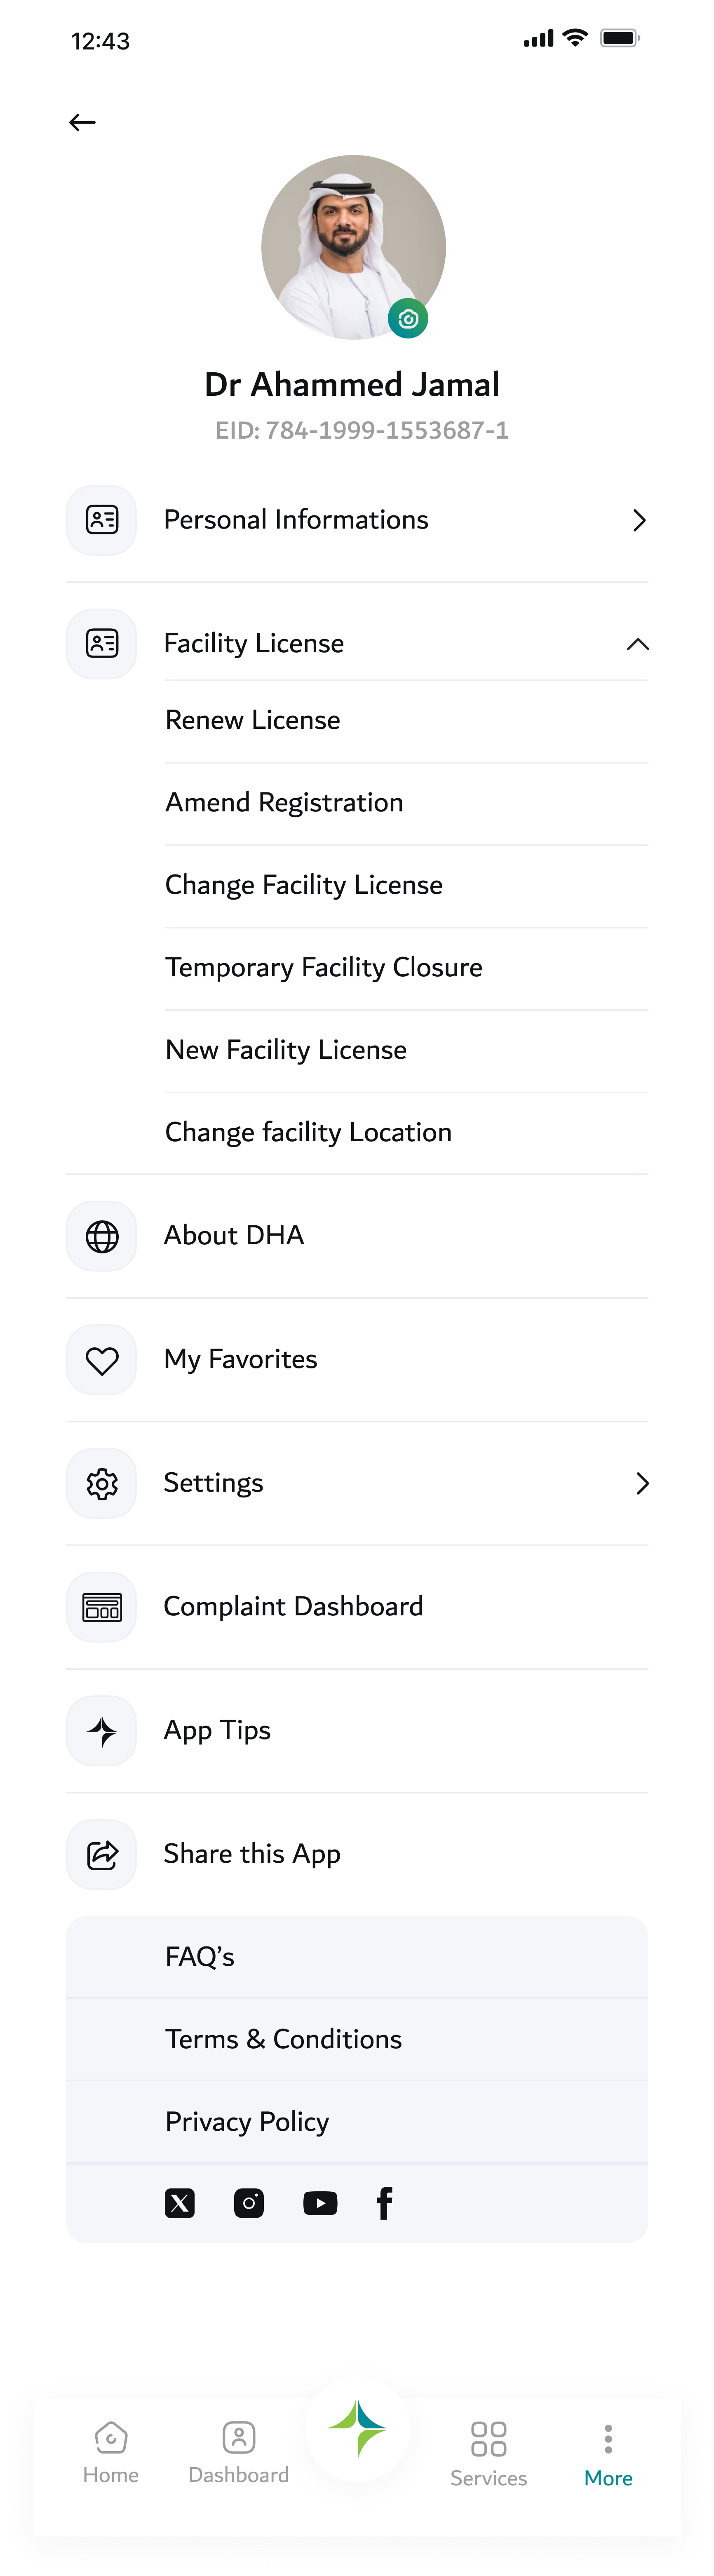 12:43
Dr Ahammed Jamal
EID: 784-1999-1553687-1
Personal Informations
Facility License
Renew License
Amend Registration
Change Facility License
Temporary Facility Closure
New Facility License
Change facility Location
About DHA
My Favorites
Settings
Complaint Dashboard
App Tips
Share this App
FAQ’s
Terms & Conditions
Privacy Policy
Home
Dashboard
Services
More